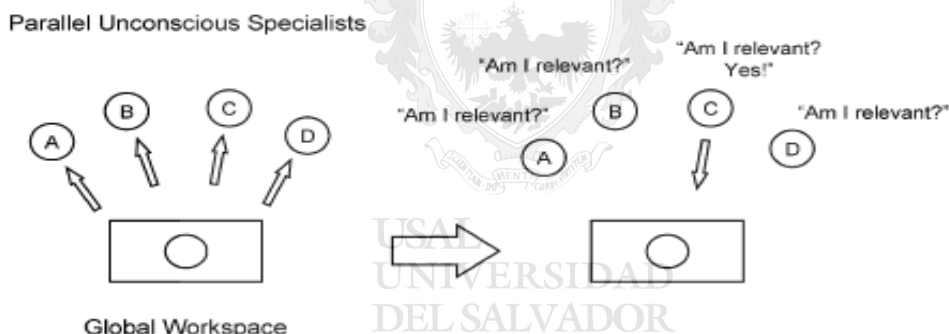 Parallel Unconscious Specialists
"Am I relevant?
Yes!"
"Am I relevant?"
"Am I relevant?"
"Am I relevant?"
A
B
C
D
A
B
C
D
USAL
UNIVERSIDAD
DEL SALVADOR
Global Workspace